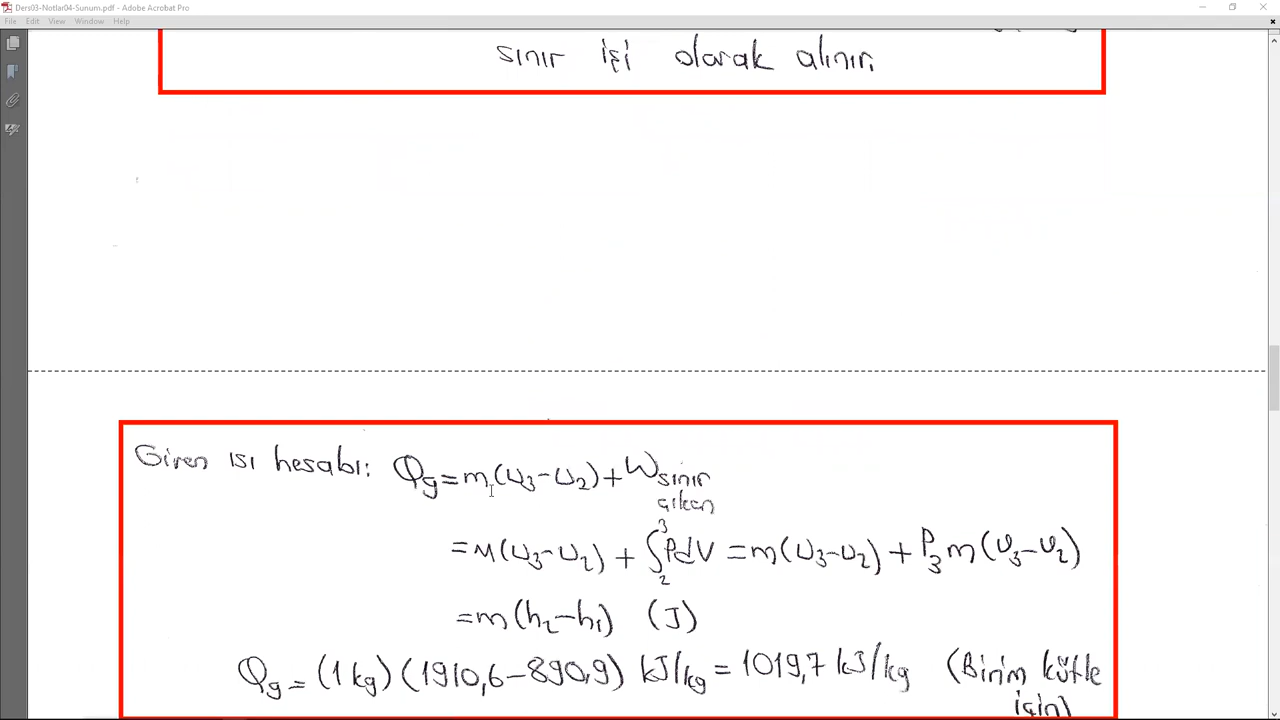 Ders03-Notlar04-Sunum.pdf - Adobe Acrobat Pro
File Edit View Window Help
sınır işi olarak alınır.
Giren ısı hesabı: Qg = m(u3-u2) + Wsınır
çıkan
= m(u3-u2) + ∫₂³ PdV = m(u3-u2) + P3 m(v3-v2)
= m(h2-h1) (J)
Qg = (1 kg) (1910,6-890,9) kJ/kg = 1019,7 kJ/kg (Birim kütle
için)